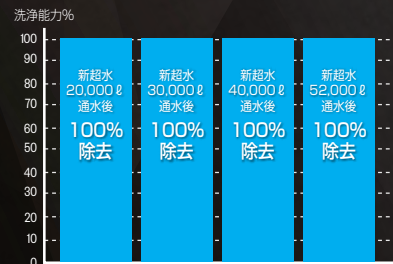 洗浄能力%
100
90
80
70
60
50
40
30
20
10
0
新超水
20,000ℓ
通水後
100%
除去
新超水
30,000ℓ
通水後
100%
除去
新超水
40,000ℓ
通水後
100%
除去
新超水
52,000ℓ
通水後
100%
除去